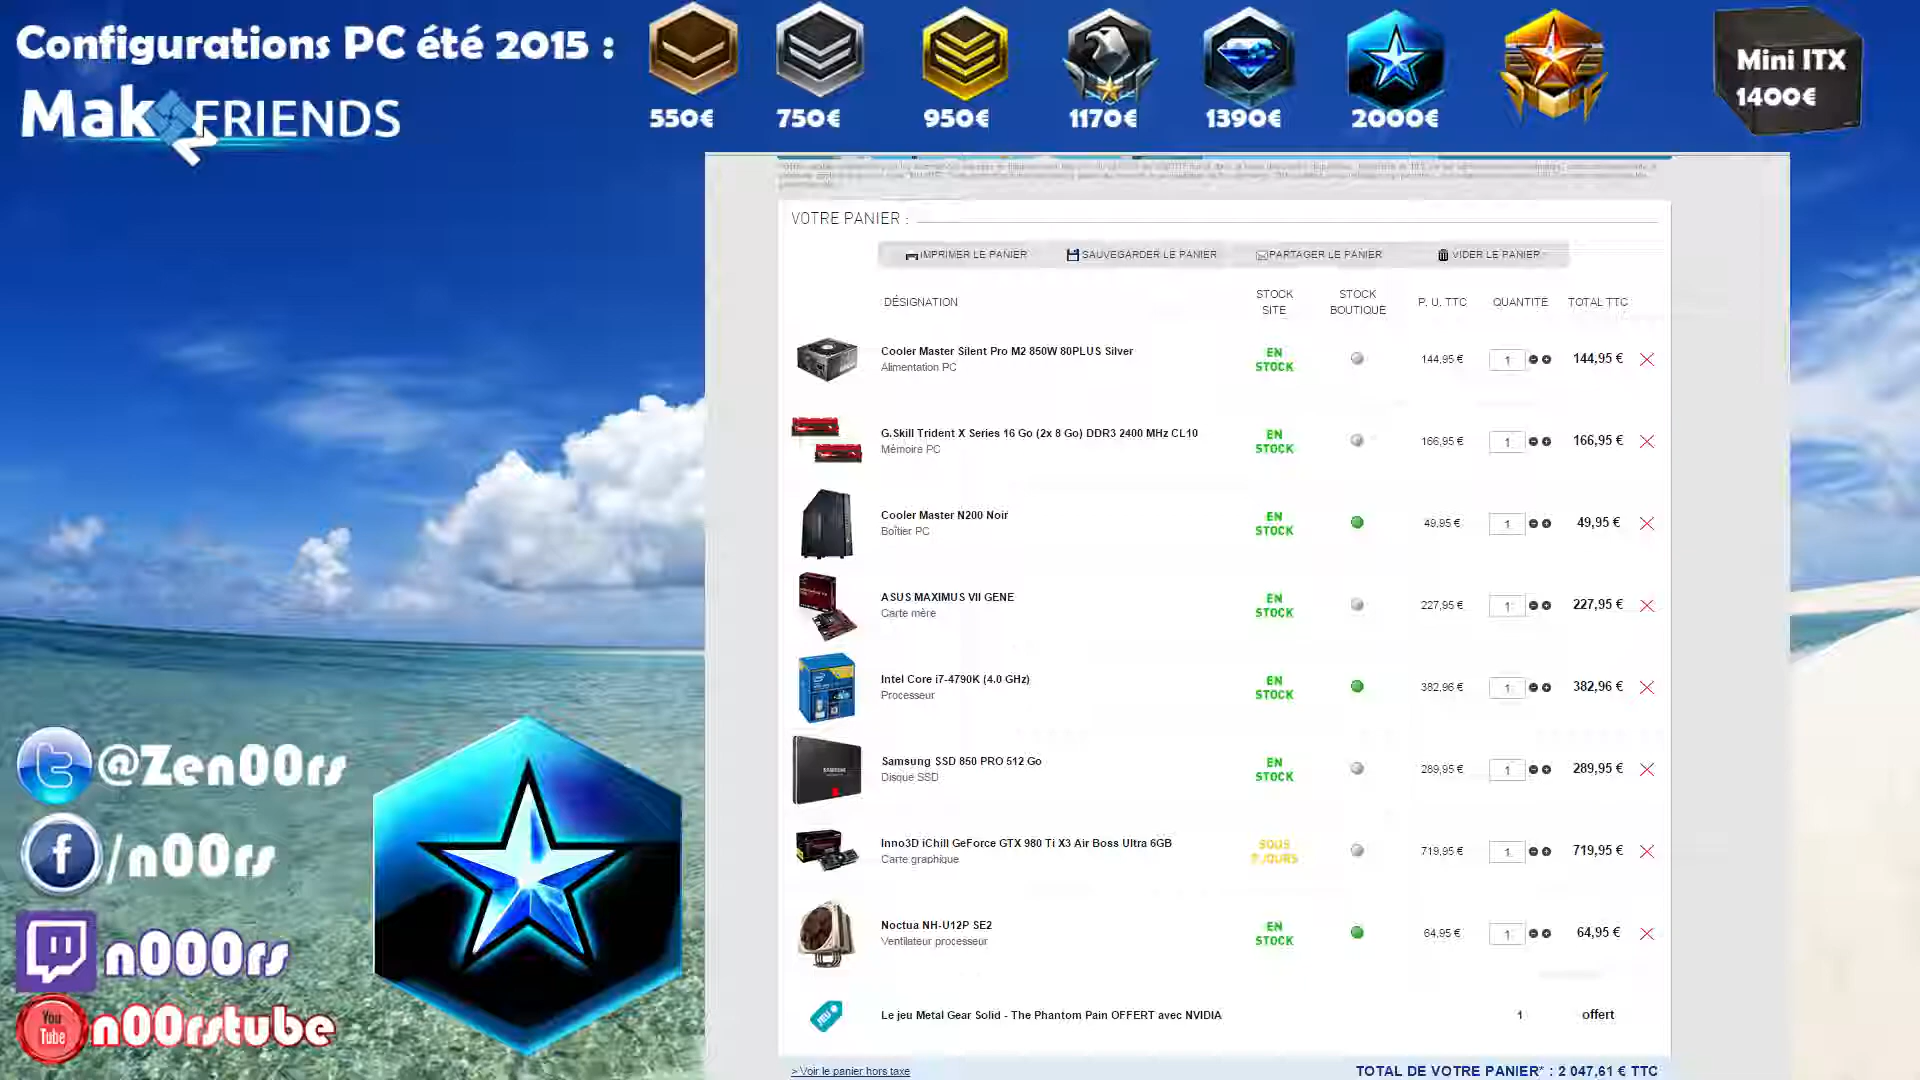 Configurations PC été 2015 :
MakZFRIENDS
550€
750€
950€
1170€
1390€
2000€
Mini ITX
1400€
VOTRE PANIER :
IMPRIMER LE PANIER
SAUVEGARDER LE PANIER
PARTAGER LE PANIER
VIDER LE PANIER
DÉSIGNATION
STOCK SITE
STOCK BOUTIQUE
P. U. TTC
QUANTITÉ
TOTAL TTC
Cooler Master Silent Pro M2 850W 80PLUS Silver
Alimentation PC
EN STOCK
144,95 €
1
144,95 €
G.Skill Trident X Series 16 Go (2x 8 Go) DDR3 2400 MHz CL10
Mémoire PC
EN STOCK
166,95 €
1
166,95 €
Cooler Master N200 Noir
Boîtier PC
EN STOCK
49,95 €
1
49,95 €
ASUS MAXIMUS VII GENE
Carte mère
EN STOCK
227,95 €
1
227,95 €
Intel Core i7-4790K (4.0 GHz)
Processeur
EN STOCK
382,96 €
1
382,96 €
Samsung SSD 850 PRO 512 Go
Disque SSD
EN STOCK
289,95 €
1
289,95 €
Inno3D iChill GeForce GTX 980 Ti X3 Air Boss Ultra 6GB
Carte graphique
SOUS 7 JOURS
719,95 €
1
719,95 €
Noctua NH-U12P SE2
Ventilateur processeur
EN STOCK
64,95 €
1
64,95 €
JEU
Le jeu Metal Gear Solid - The Phantom Pain OFFERT avec NVIDIA
1
offert
> Voir le panier hors taxe
TOTAL DE VOTRE PANIER* : 2 047,61 € TTC
@Zen00rs
/n00rs
n000rs
You Tube
n00rstube